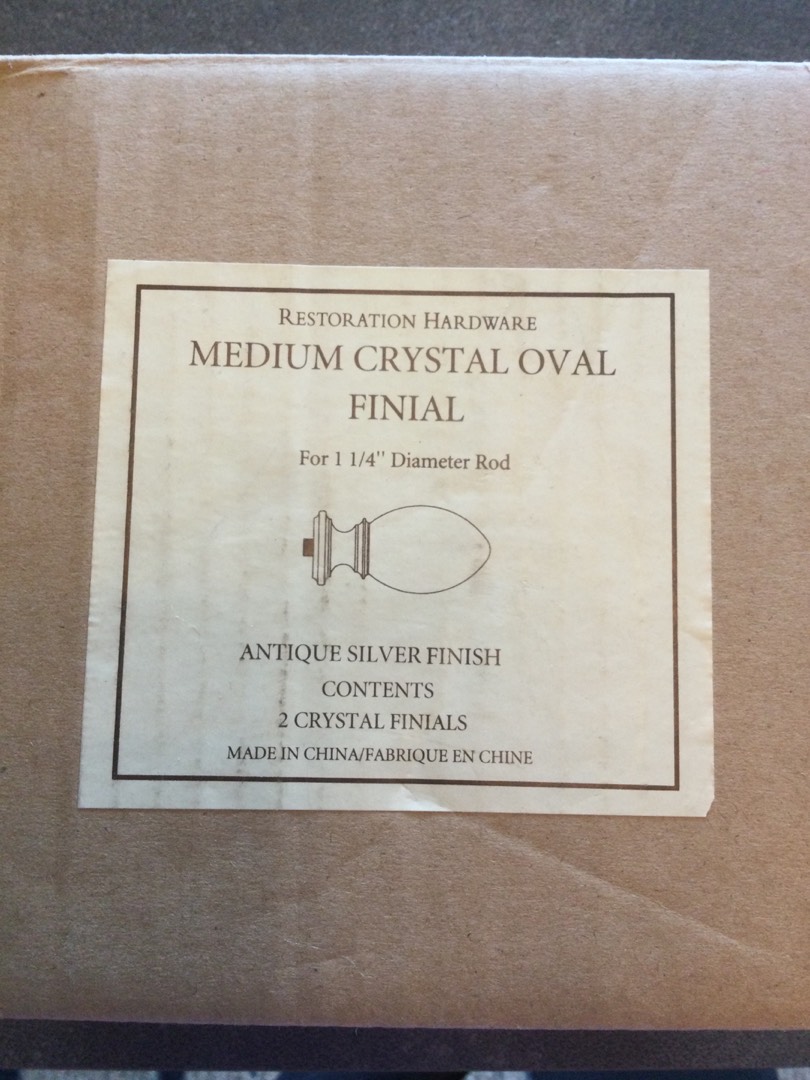 RESTORATION HARDWARE
MEDIUM CRYSTAL OVAL
FINIAL
For 1 1/4" Diameter Rod
ANTIQUE SILVER FINISH
CONTENTS
2 CRYSTAL FINIALS
MADE IN CHINA/FABRIQUE EN CHINE